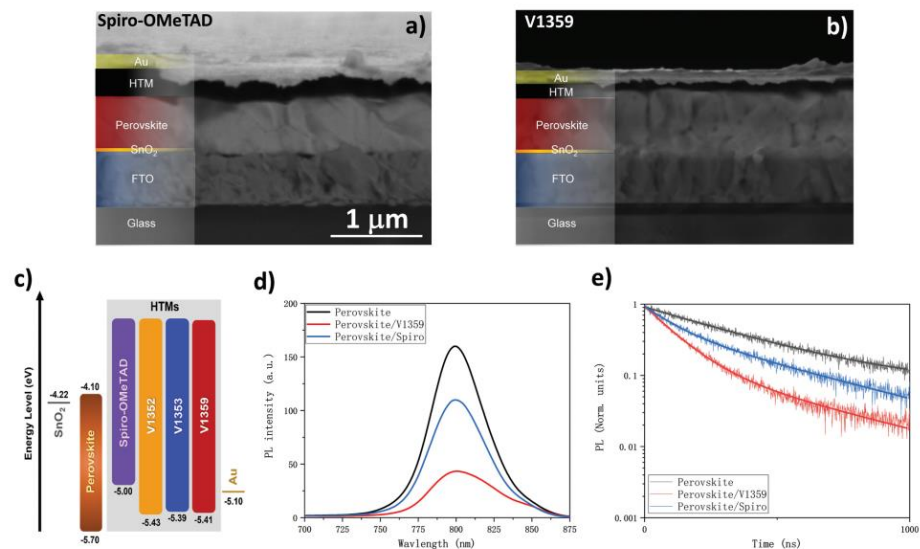 Spiro-OMeTAD
a)
Au
HTM
Perovskite
SnO₂
FTO
Glass
1 μm
V1359
b)
Au
HTM
Perovskite
SnO₂
FTO
Glass
c)
Energy Level (eV)
HTMs
-4.22
SnO₂
-4.10
Perovskite
-5.70
Spiro-OMeTAD
-5.00
V1352
-5.43
V1353
-5.39
V1359
-5.41
Au
-5.10
d)
PL intensity (a.u.)
200
150
100
50
0
Perovskite
Perovskite/V1359
Perovskite/Spiro
700 725 750 775 800 825 850 875
Wavlength (nm)
e)
PL (Norm. units)
1
0.1
0.01
0.001
Perovskite
Perovskite/V1359
Perovskite/Spiro
0 1000
Time (ns)